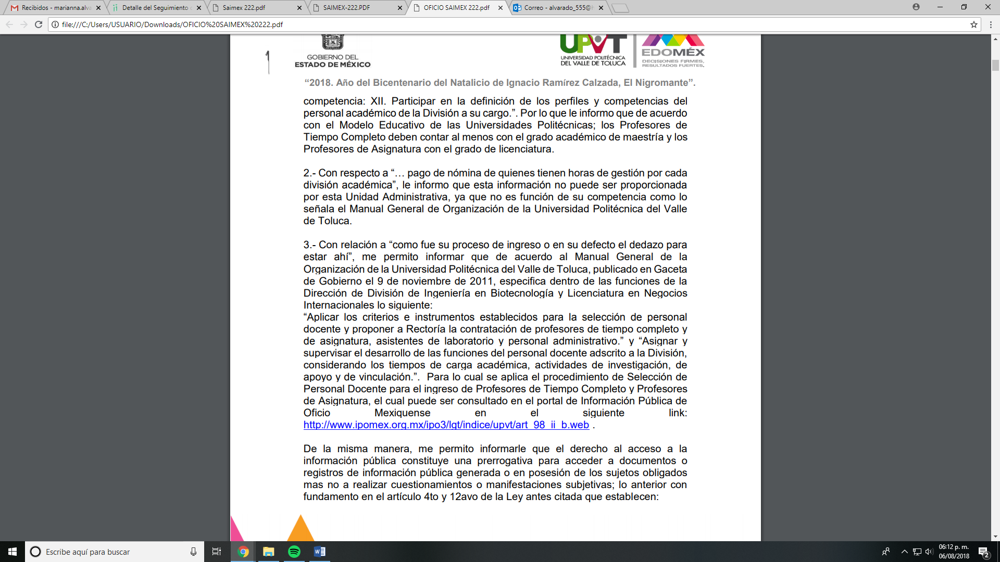 Recibidos - marianna.alva
Detalle del Seguimiento d
Saimex 222.pdf
SAIMEX-222.PDF
OFICIO SAIMEX 222.pdf
Correo - alvarado_555@h
file:///C:/Users/USUARIO/Downloads/OFICIO%20SAIMEX%20222.pdf
GOBIERNO DEL
ESTADO DE MÉXICO
UPVT
UNIVERSIDAD POLITÉCNICA
DEL VALLE DE TOLUCA
EDOMÉX
DECISIONES FIRMES,
RESULTADOS FUERTES.
“2018. Año del Bicentenario del Natalicio de Ignacio Ramírez Calzada, El Nigromante”.
competencia: XII. Participar en la definición de los perfiles y competencias del
personal académico de la División a su cargo.”. Por lo que le informo que de acuerdo
con el Modelo Educativo de las Universidades Politécnicas; los Profesores de
Tiempo Completo deben contar al menos con el grado académico de maestría y los
Profesores de Asignatura con el grado de licenciatura.
2.- Con respecto a “… pago de nómina de quienes tienen horas de gestión por cada
división académica”, le informo que esta información no puede ser proporcionada
por esta Unidad Administrativa, ya que no es función de su competencia como lo
señala el Manual General de Organización de la Universidad Politécnica del Valle
de Toluca.
3.- Con relación a “como fue su proceso de ingreso o en su defecto el dedazo para
estar ahí”, me permito informar que de acuerdo al Manual General de la
Organización de la Universidad Politécnica del Valle de Toluca, publicado en Gaceta
de Gobierno el 9 de noviembre de 2011, especifica dentro de las funciones de la
Dirección de División de Ingeniería en Biotecnología y Licenciatura en Negocios
Internacionales lo siguiente:
“Aplicar los criterios e instrumentos establecidos para la selección de personal
docente y proponer a Rectoría la contratación de profesores de tiempo completo y
de asignatura, asistentes de laboratorio y personal administrativo.” y “Asignar y
supervisar el desarrollo de las funciones del personal docente adscrito a la División,
considerando los tiempos de carga académica, actividades de investigación, de
apoyo y de vinculación.”. Para lo cual se aplica el procedimiento de Selección de
Personal Docente para el ingreso de Profesores de Tiempo Completo y Profesores
de Asignatura, el cual puede ser consultado en el portal de Información Pública de
Oficio Mexiquense en el siguiente link:
http://www.ipomex.org.mx/ipo3/lgt/indice/upvt/art_98_ii_b.web .
De la misma manera, me permito informarle que el derecho al acceso a la
información pública constituye una prerrogativa para acceder a documentos o
registros de información pública generada o en posesión de los sujetos obligados
mas no a realizar cuestionamientos o manifestaciones subjetivas; lo anterior con
fundamento en el artículo 4to y 12avo de la Ley antes citada que establecen:
Escribe aquí para buscar
06:12 p. m.
06/08/2018
2